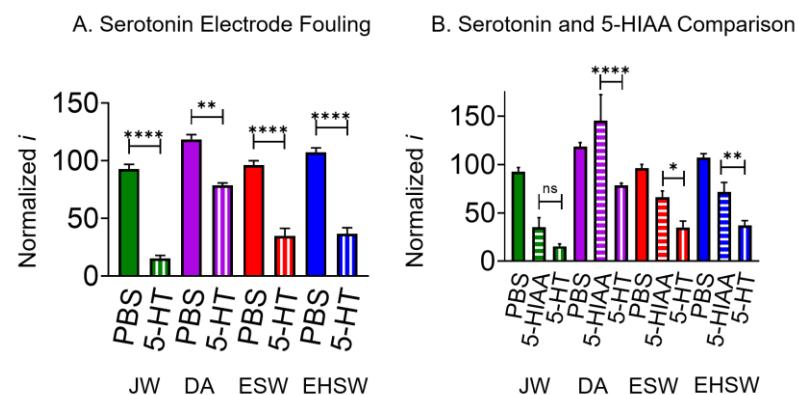 A. Serotonin Electrode Fouling
Normalized i
150
100
50
0
****
**
****
****
PBS
5-HT
PBS
5-HT
PBS
5-HT
PBS
5-HT
JW DA ESW EHSW
B. Serotonin and 5-HIAA Comparison
Normalized i
150
100
50
0
ns
****
*
**
PBS
5-HIAA
5-HT
PBS
5-HIAA
5-HT
PBS
5-HIAA
5-HT
PBS
5-HIAA
5-HT
JW DA ESW EHSW